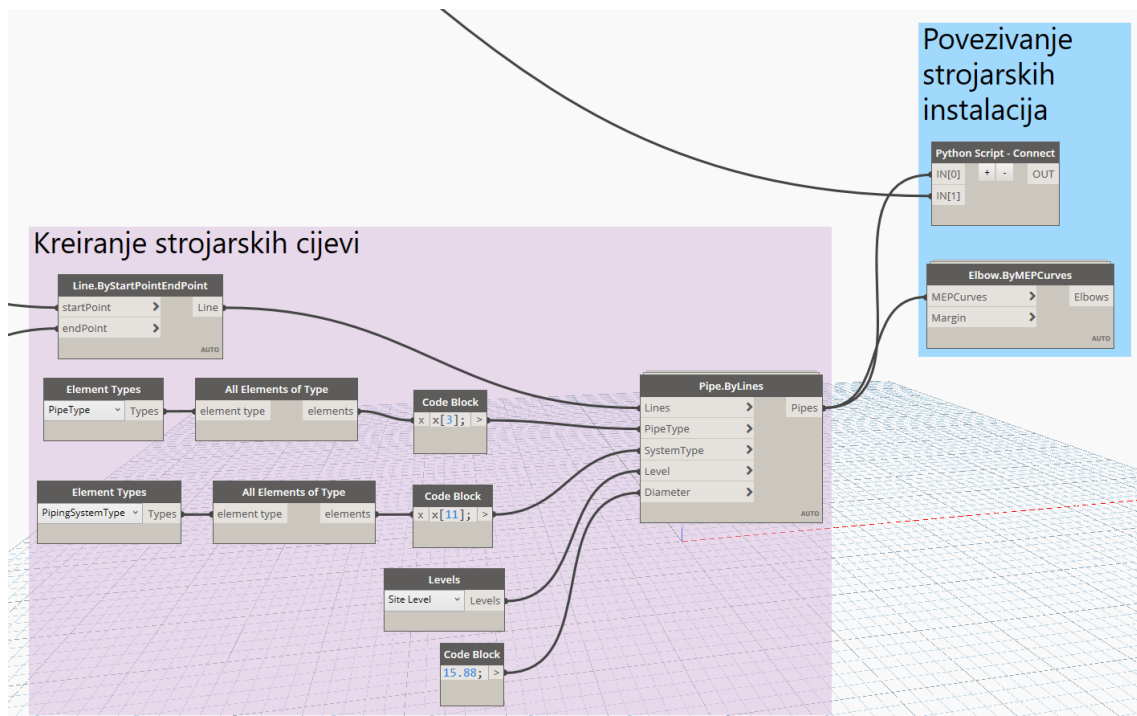 Povezivanje
strojarskih
instalacija
Python Script - Connect
IN[0] + - OUT
IN[1]
Elbow.ByMEPCurves
MEPCurves > Elbows
Margin >
AUTO
Kreiranje strojarskih cijevi
Line.ByStartPointEndPoint
startPoint > Line
endPoint >
AUTO
Element Types
PipeType Types
All Elements of Type
element type elements
Code Block
x x[3]; >
Element Types
PipingSystemType Types
All Elements of Type
element type elements
Code Block
x x[11]; >
Levels
Site Level Levels
Code Block
15.88; >
Pipe.ByLines
Lines > Pipes
PipeType >
SystemType >
Level >
Diameter >
AUTO